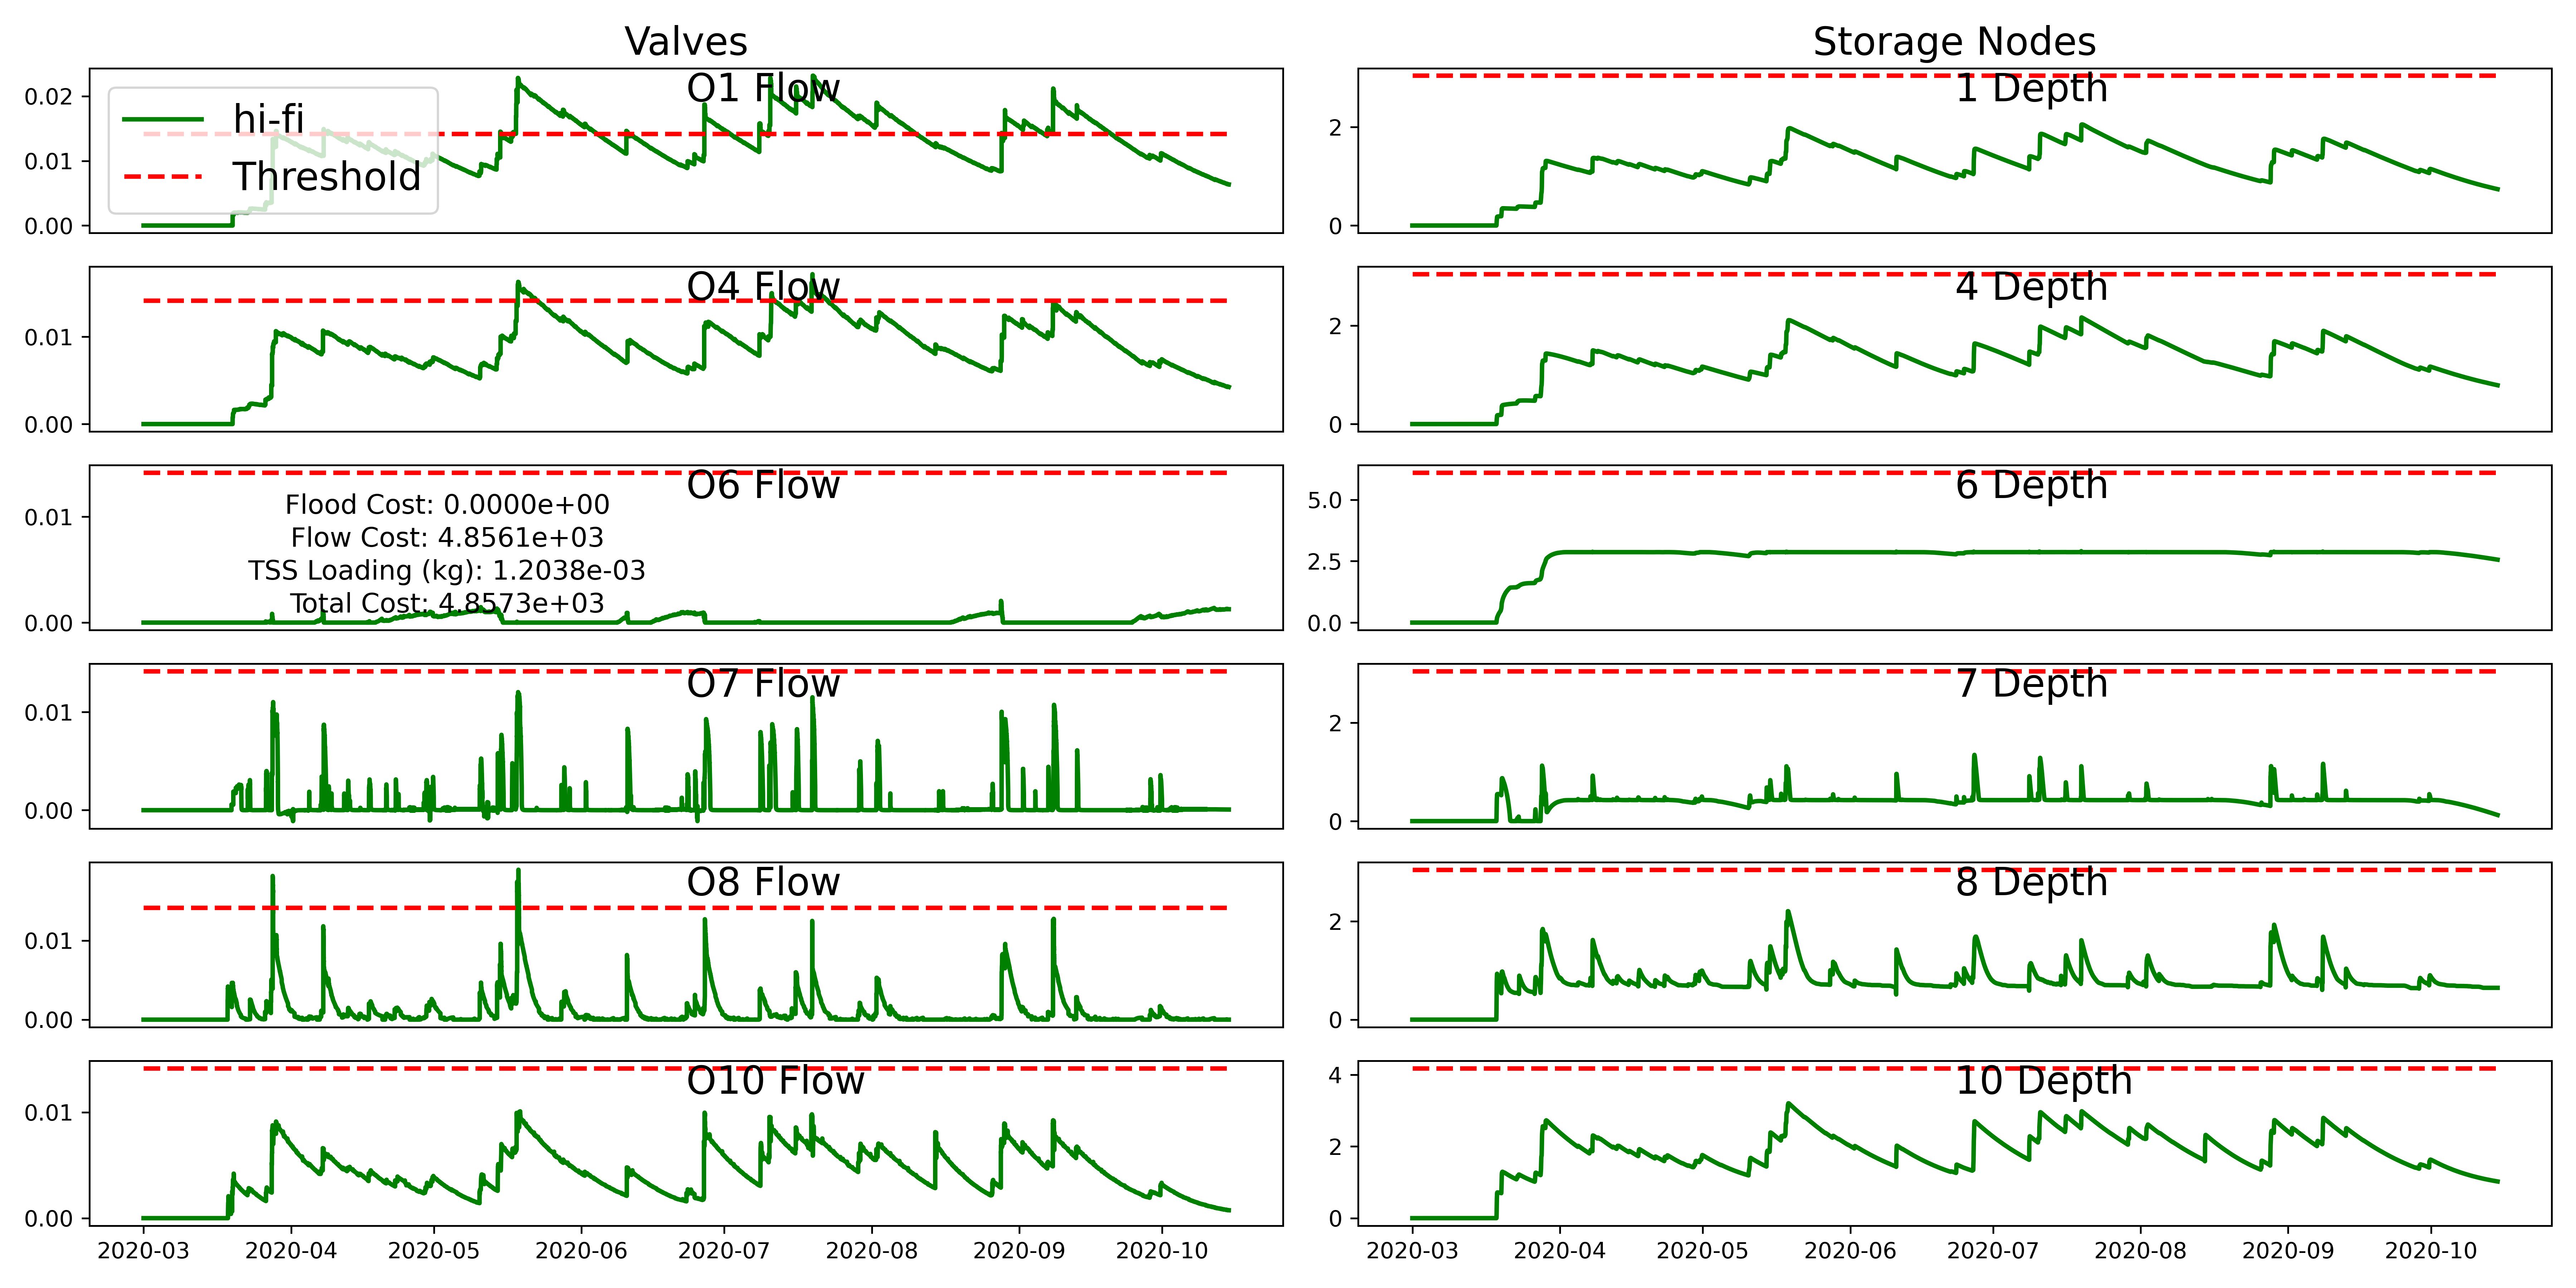 Valves
O1 Flow
0.02
0.01
0.00
hi-fi
Threshold
O4 Flow
0.01
0.00
O6 Flow
0.01
0.00
Flood Cost: 0.0000e+00
Flow Cost: 4.8561e+03
TSS Loading (kg): 1.2038e-03
Total Cost: 4.8573e+03
O7 Flow
0.01
0.00
O8 Flow
0.01
0.00
O10 Flow
0.01
0.00
2020-03 2020-04 2020-05 2020-06 2020-07 2020-08 2020-09 2020-10
Storage Nodes
1 Depth
2
0
4 Depth
2
0
6 Depth
5.0
2.5
0.0
7 Depth
2
0
8 Depth
2
0
10 Depth
4
2
0
2020-03 2020-04 2020-05 2020-06 2020-07 2020-08 2020-09 2020-10